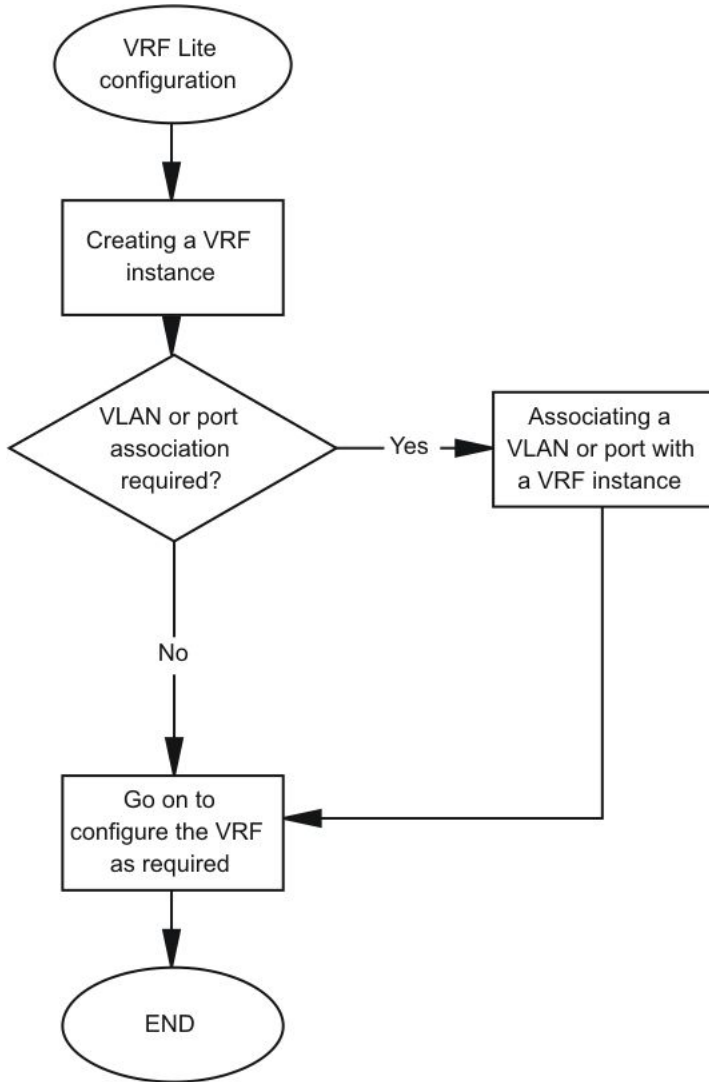 VRF Lite
configuration
Creating a VRF
instance
VLAN or port
association
required?
Yes
Associating a
VLAN or port with
a VRF instance
No
Go on to
configure the VRF
as required
END